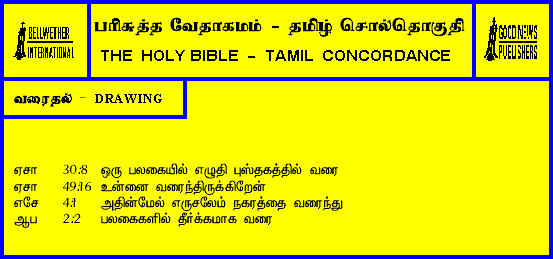 BELLWETHER
INTERNATIONAL
பரிசுத்த வேதாகமம் - தமிழ் சொல்தொகுதி
THE HOLY BIBLE - TAMIL CONCORDANCE
GOOD NEWS
PUBLISHERS
வரைதல் - DRAWING
ஏசா 30:8 ஒரு பலகையில் எழுதி புஸ்தகத்தில் வரை
ஏசா 49:16 உன்னை வரைந்திருக்கிறேன்
எசே 4:1 அதின்மேல் எருசலேம் நகரத்தை வரைந்து
ஆப 2:2 பலகைகளில் தீர்க்கமாக வரை